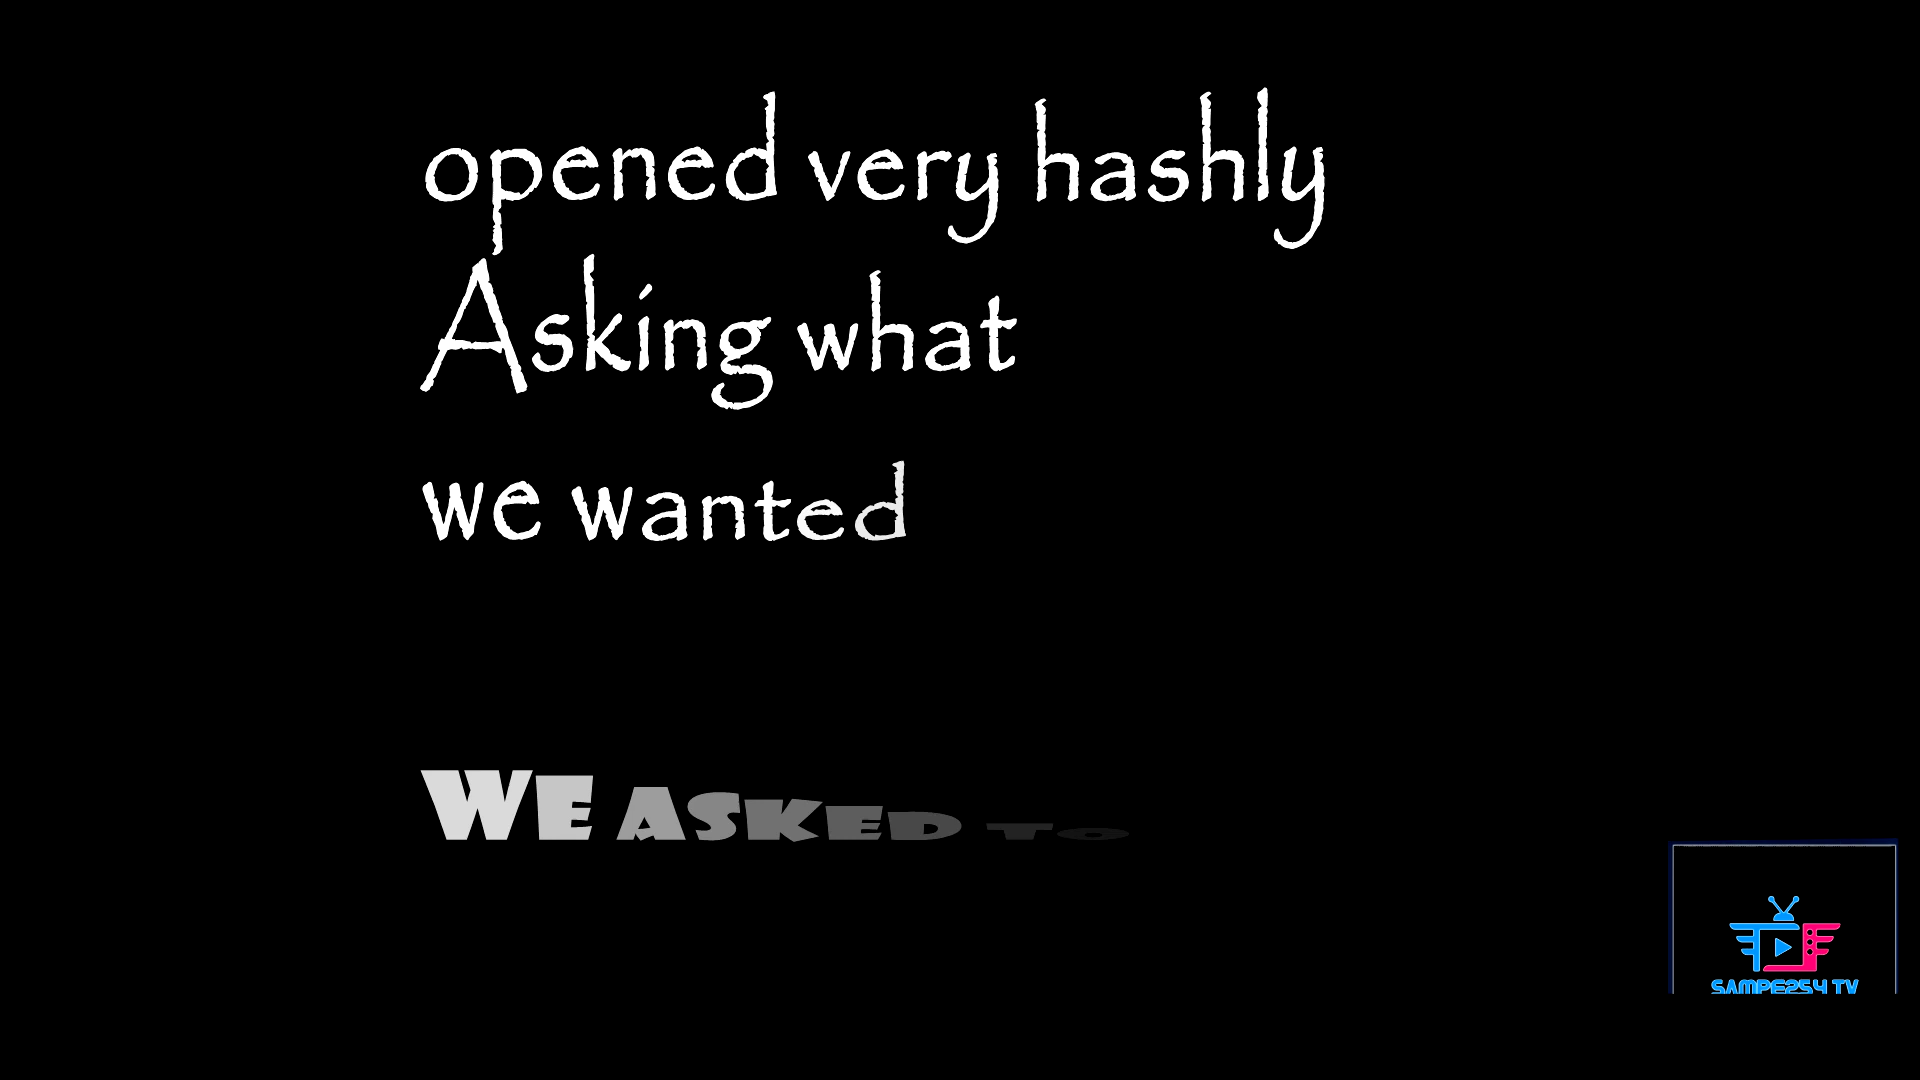 opened very hashly
Asking what
we wanted
WE ASKED TO
SAMPE254 TV